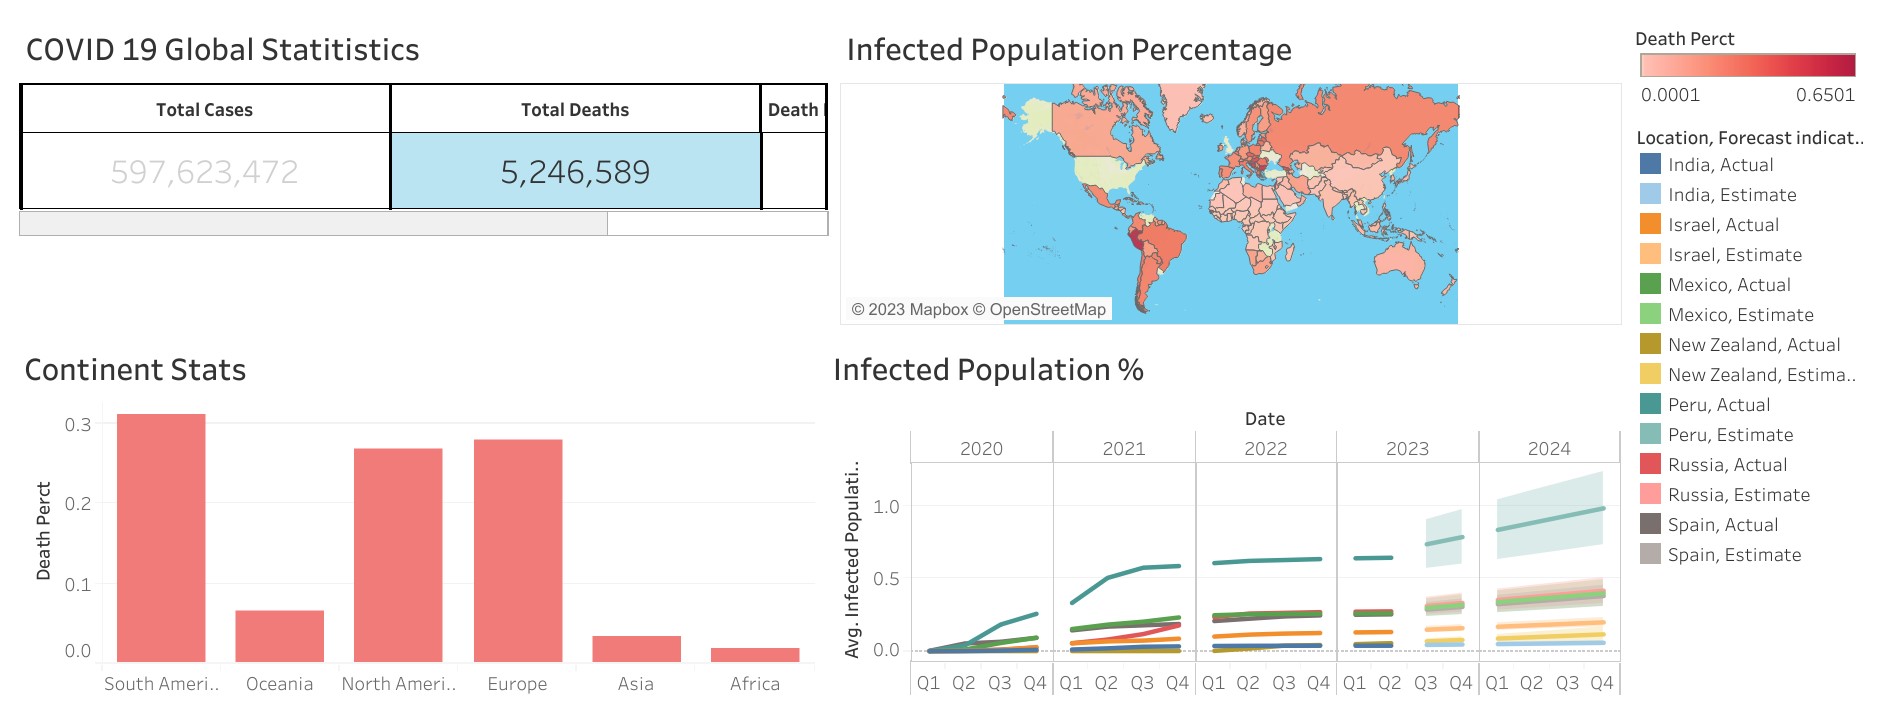 COVID 19 Global Statitistics
Total Cases
Total Deaths
Death
597,623,472
5,246,589
Infected Population Percentage
© 2023 Mapbox © OpenStreetMap
Death Perct
0.0001
0.6501
Location, Forecast indicat..
India, Actual
India, Estimate
Israel, Actual
Israel, Estimate
Mexico, Actual
Mexico, Estimate
New Zealand, Actual
New Zealand, Estima..
Peru, Actual
Peru, Estimate
Russia, Actual
Russia, Estimate
Spain, Actual
Spain, Estimate
Continent Stats
Death Perct
0.3
0.2
0.1
0.0
South Ameri..
Oceania
North Ameri..
Europe
Asia
Africa
Infected Population %
Date
2020
2021
2022
2023
2024
Avg. Infected Populati..
1.0
0.5
0.0
Q1 Q2 Q3 Q4 Q1 Q2 Q3 Q4 Q1 Q2 Q3 Q4 Q1 Q2 Q3 Q4 Q1 Q2 Q3 Q4